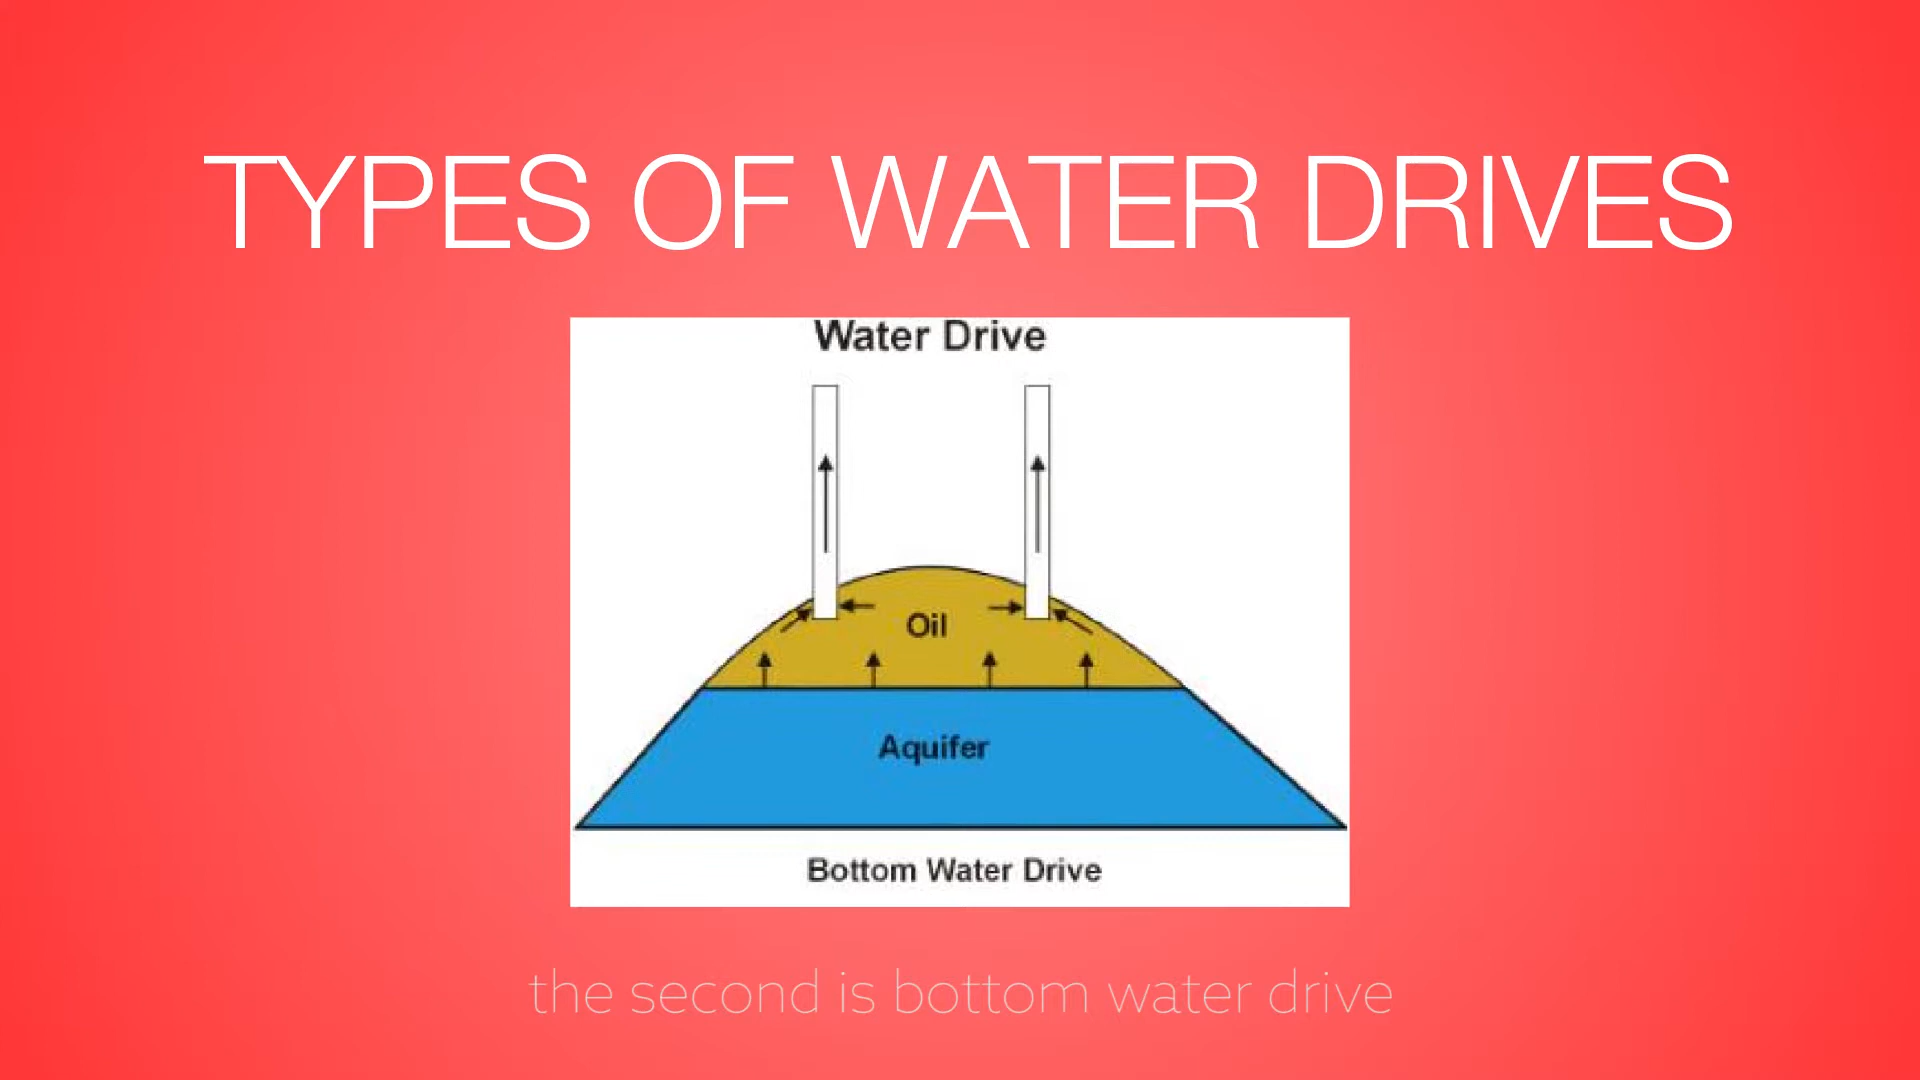 TYPES OF WATER DRIVES
Water Drive
Oil
Aquifer
Bottom Water Drive
the second is bottom water drive